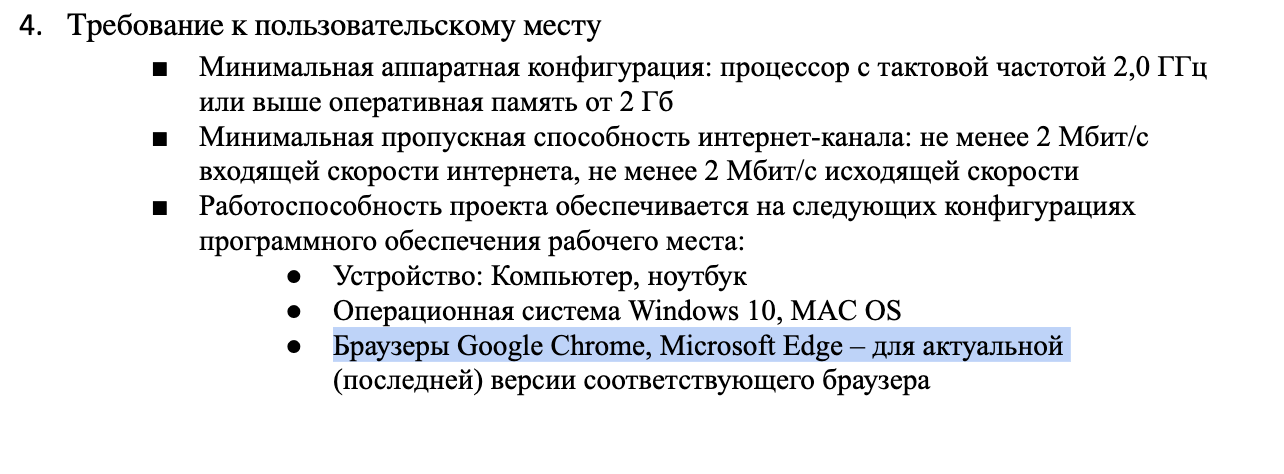 4. Требование к пользовательскому месту
■ Минимальная аппаратная конфигурация: процессор с тактовой частотой 2,0 ГГц
или выше оперативная память от 2 Гб
■ Минимальная пропускная способность интернет-канала: не менее 2 Мбит/с
входящей скорости интернета, не менее 2 Мбит/с исходящей скорости
■ Работоспособность проекта обеспечивается на следующих конфигурациях
программного обеспечения рабочего места:
● Устройство: Компьютер, ноутбук
● Операционная система Windows 10, MAC OS
● Браузеры Google Chrome, Microsoft Edge – для актуальной
(последней) версии соответствующего браузера